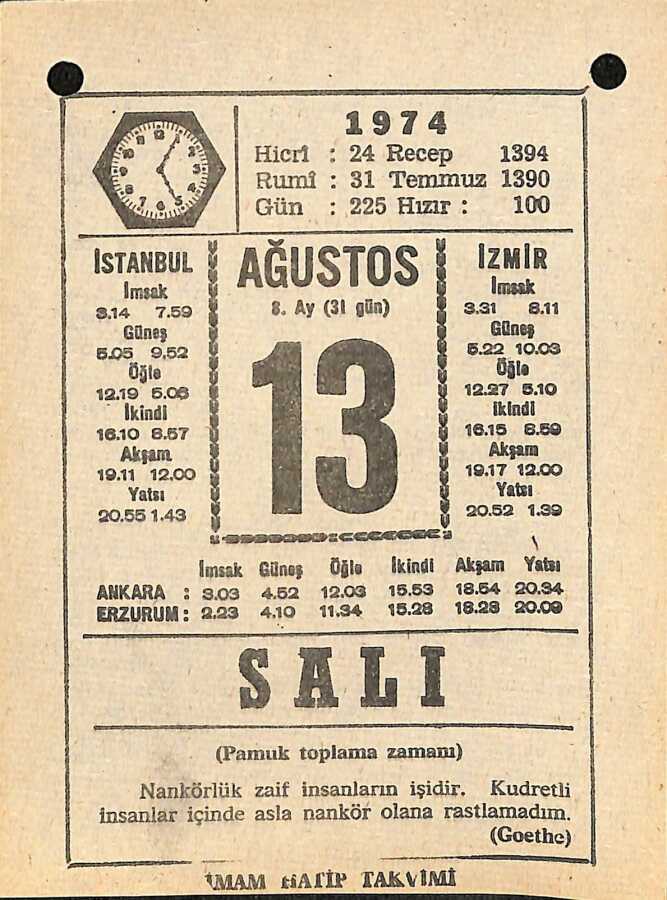 1974
Hicrî : 24 Recep 1394
Rumî : 31 Temmuz 1390
Gün : 225 Hızır : 100
İSTANBUL
İmsak
3.14 7.59
Güneş
5.05 9.52
Öğle
12.19 5.08
İkindi
16.10 8.57
Akşam
19.11 12.00
Yatsı
20.55 1.43
AĞUSTOS
8. Ay (31 gün)
13
İZMİR
İmsak
3.31 8.11
Güneş
5.22 10.03
Öğle
12.27 5.10
İkindi
16.15 8.59
Akşam
19.17 12.00
Yatsı
20.52 1.39
İmsak Güneş Öğle İkindi Akşam Yatsı
ANKARA : 3.03 4.52 12.03 15.53 18.54 20.34
ERZURUM : 2.23 4.10 11.34 15.28 18.28 20.09
SALI
(Pamuk toplama zamanı)
Nankörlük zaif insanların işidir. Kudretli
insanlar içinde asla nankör olana rastlamadım.
(Goethe)
İMAM HATİP TAKVİMİ